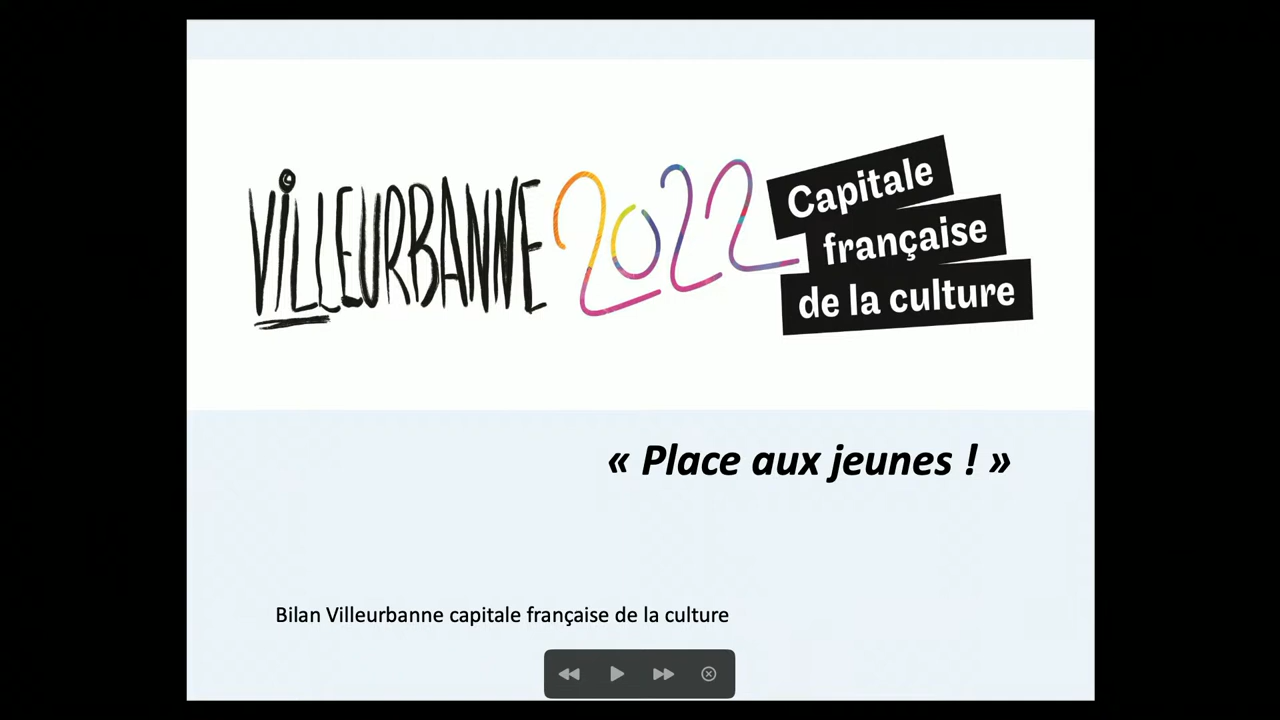 VILLEURBANNE 2022 Capitale
française
de la culture
« Place aux jeunes ! »
Bilan Villeurbanne capitale française de la culture